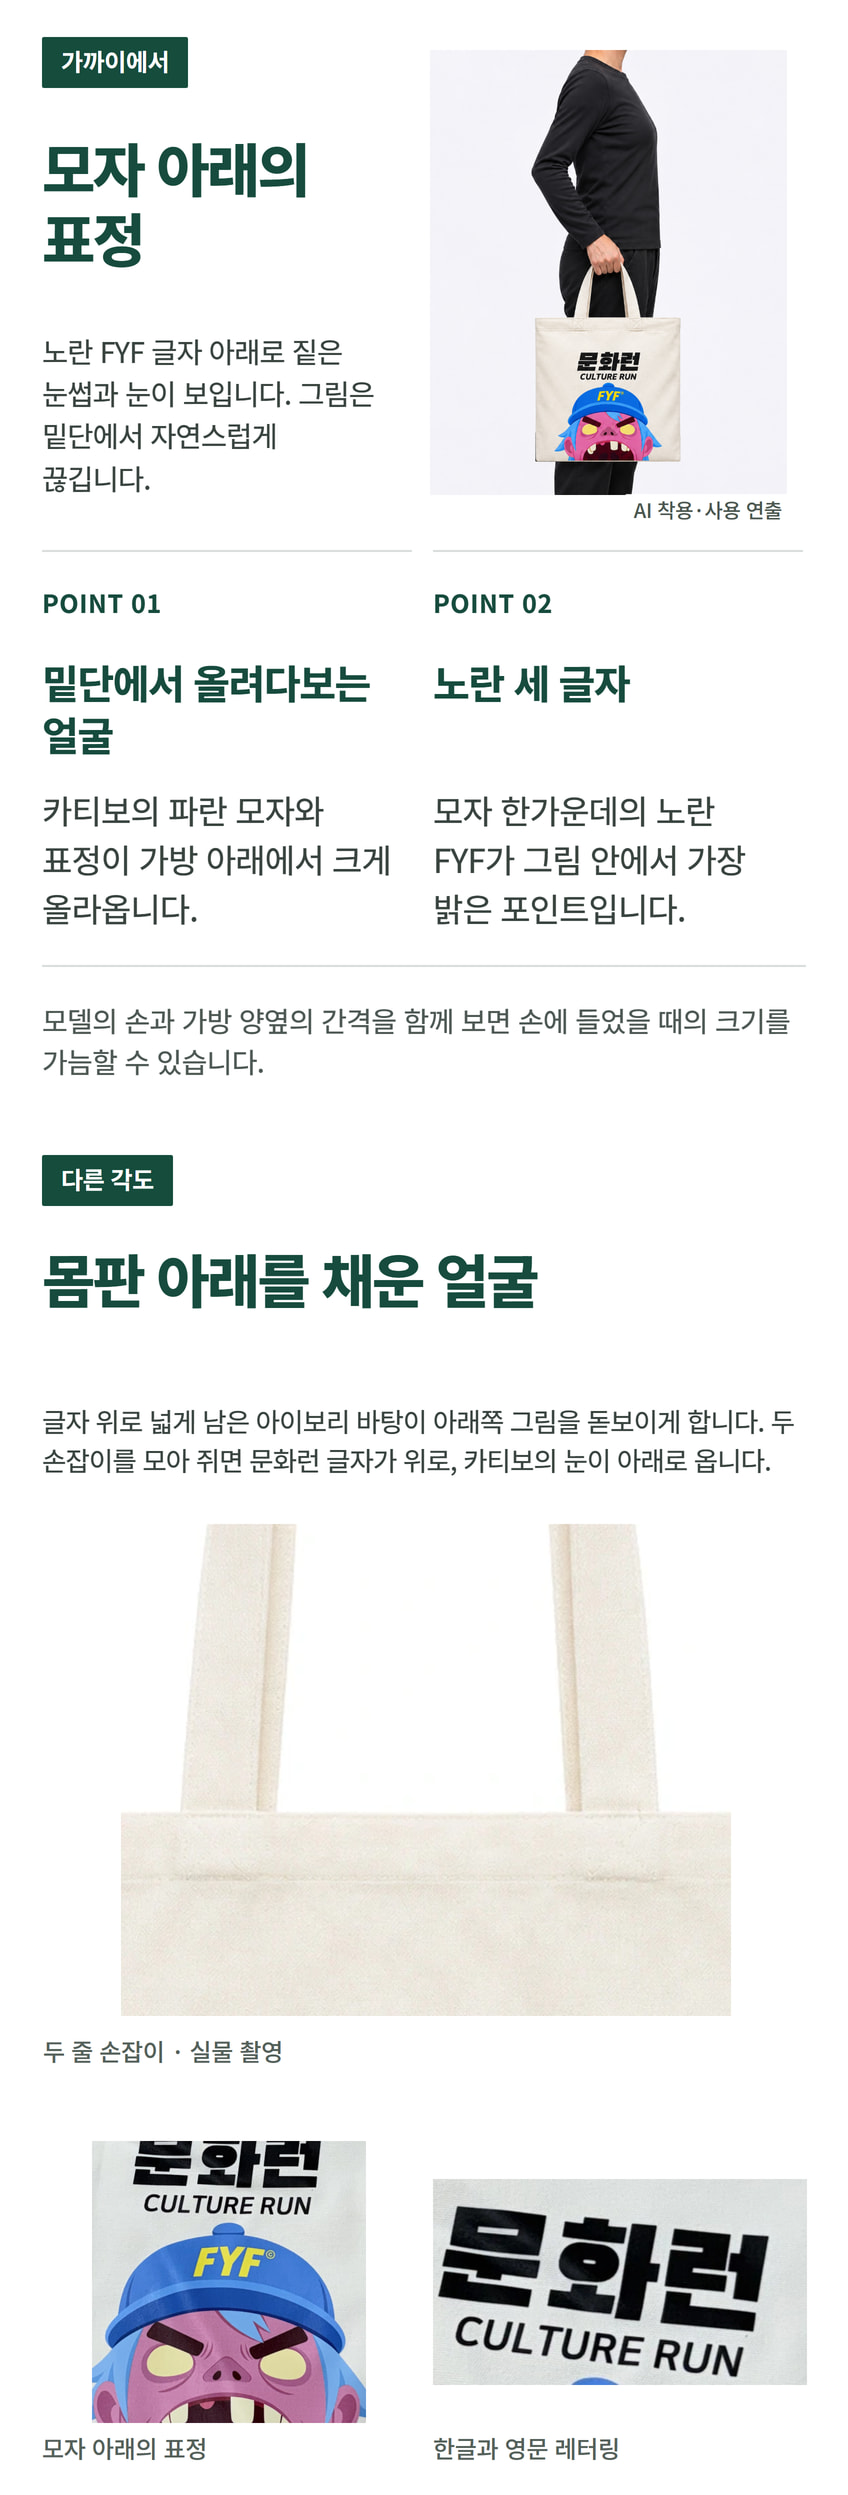 가까이에서
모자 아래의
표정
노란 FYF 글자 아래로 짙은
눈썹과 눈이 보입니다. 그림은
밑단에서 자연스럽게
끊깁니다.
문화런
CULTURE RUN
FYF
AI 착용·사용 연출
POINT 01
밑단에서 올려다보는
얼굴
카티보의 파란 모자와
표정이 가방 아래에서 크게
올라옵니다.
POINT 02
노란 세 글자
모자 한가운데의 노란
FYF가 그림 안에서 가장
밝은 포인트입니다.
모델의 손과 가방 양옆의 간격을 함께 보면 손에 들었을 때의 크기를
가늠할 수 있습니다.
다른 각도
몸판 아래를 채운 얼굴
글자 위로 넓게 남은 아이보리 바탕이 아래쪽 그림을 돋보이게 합니다. 두
손잡이를 모아 쥐면 문화런 글자가 위로, 카티보의 눈이 아래로 옵니다.
두 줄 손잡이 · 실물 촬영
문화런
CULTURE RUN
FYF©
모자 아래의 표정
문화런
CULTURE RUN
한글과 영문 레터링